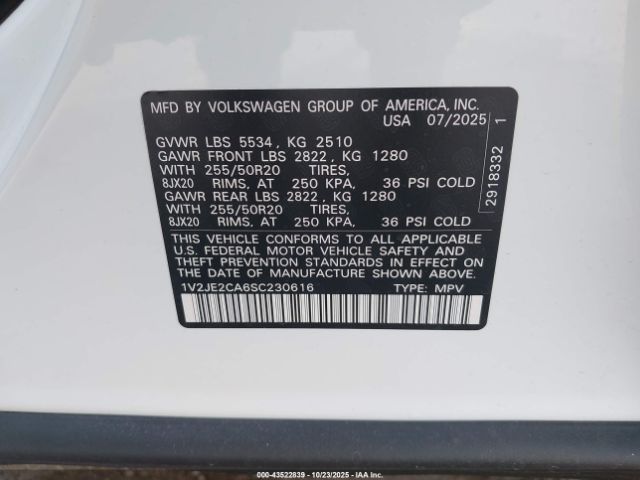 MFD BY VOLKSWAGEN GROUP OF AMERICA, INC.
USA 07/2025
GVWR LBS 5534, KG 2510
GAWR FRONT LBS 2822, KG 1280
WITH 255/50R20 TIRES,
8JX20 RIMS, AT 250 KPA, 36 PSI COLD
GAWR REAR LBS 2822, KG 1280
WITH 255/50R20 TIRES,
8JX20 RIMS, AT 250 KPA, 36 PSI COLD
THIS VEHICLE CONFORMS TO ALL APPLICABLE
U.S. FEDERAL MOTOR VEHICLE SAFETY AND
THEFT PREVENTION STANDARDS IN EFFECT ON
THE DATE OF MANUFACTURE SHOWN ABOVE.
1V2JE2CA6SC230616 TYPE: MPV
2918332 1
000-43522839 - 10/23/2025 - IAA Inc.